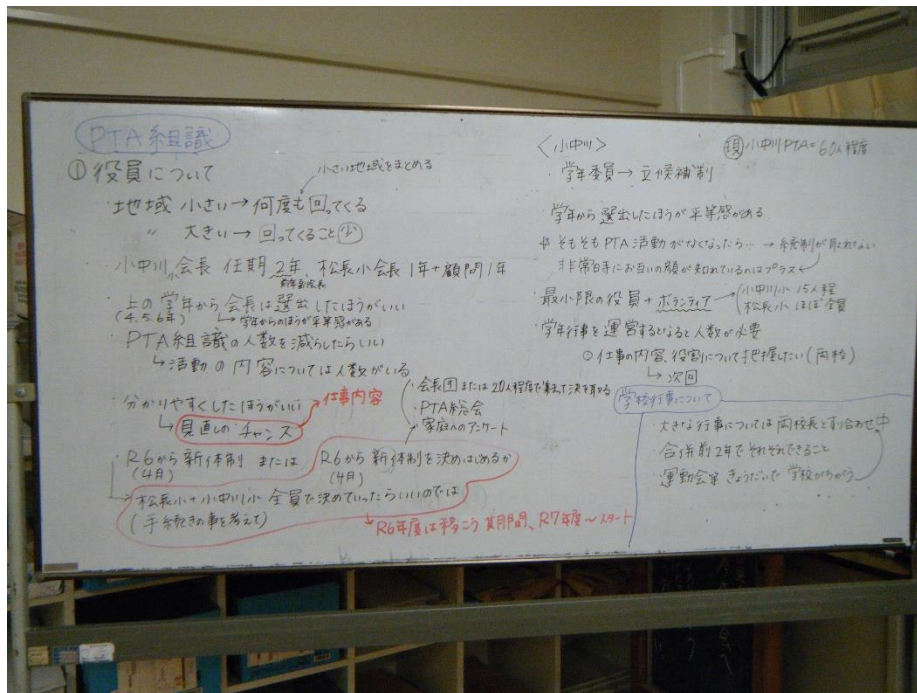 PTA組識
①役員について
小さい地域をまとめる
・地域 小さい→何度も回ってくる
〃 大きい→回ってくること少
・小中川小会長 任期2年、松長小会長1年+顧問1年
・上の学年から会長は選出したほうがいい
(4.5.6年) ↳学年からのほうが平等感がある
・PTA組識の人数を減らしたらいい
↳活動の内容については人数がいる
・分かりやすくしたほうがいい
↳見直しのチャンス
仕事内容
・会長団または20人程度で集まって決を取る
・PTA総会
・家庭へのアンケート
・R6から新体制 または R6から新体制を決めはじめるか
(4月) (4月)
松長小+小中川小 全員で決めていったらいいのでは
(手続きの事を考えて)
→R6年度は移こう期間、R7年度〜スタート
〈小中川〉
現小中川PTA=60人程度
・学年委員→立候補制
・学年から選出したほうが平等感がある
そもそもPTA活動がなくなったら… →統制が取れない
非常時にお互いの顔が知れているのはプラス
・最小限の役員+ボランティア
小中川小 15人程
松長小 ほぼ全員
・学年行事を運営するとなると人数が必要
○仕事の内容、役割について把握したい(両校)
↳次回
学校行事について
・大きな行事については両校長とすり合わせ中
・合併前2年でそれぞれできること
・運動会等 きょうだいで学校がちがう